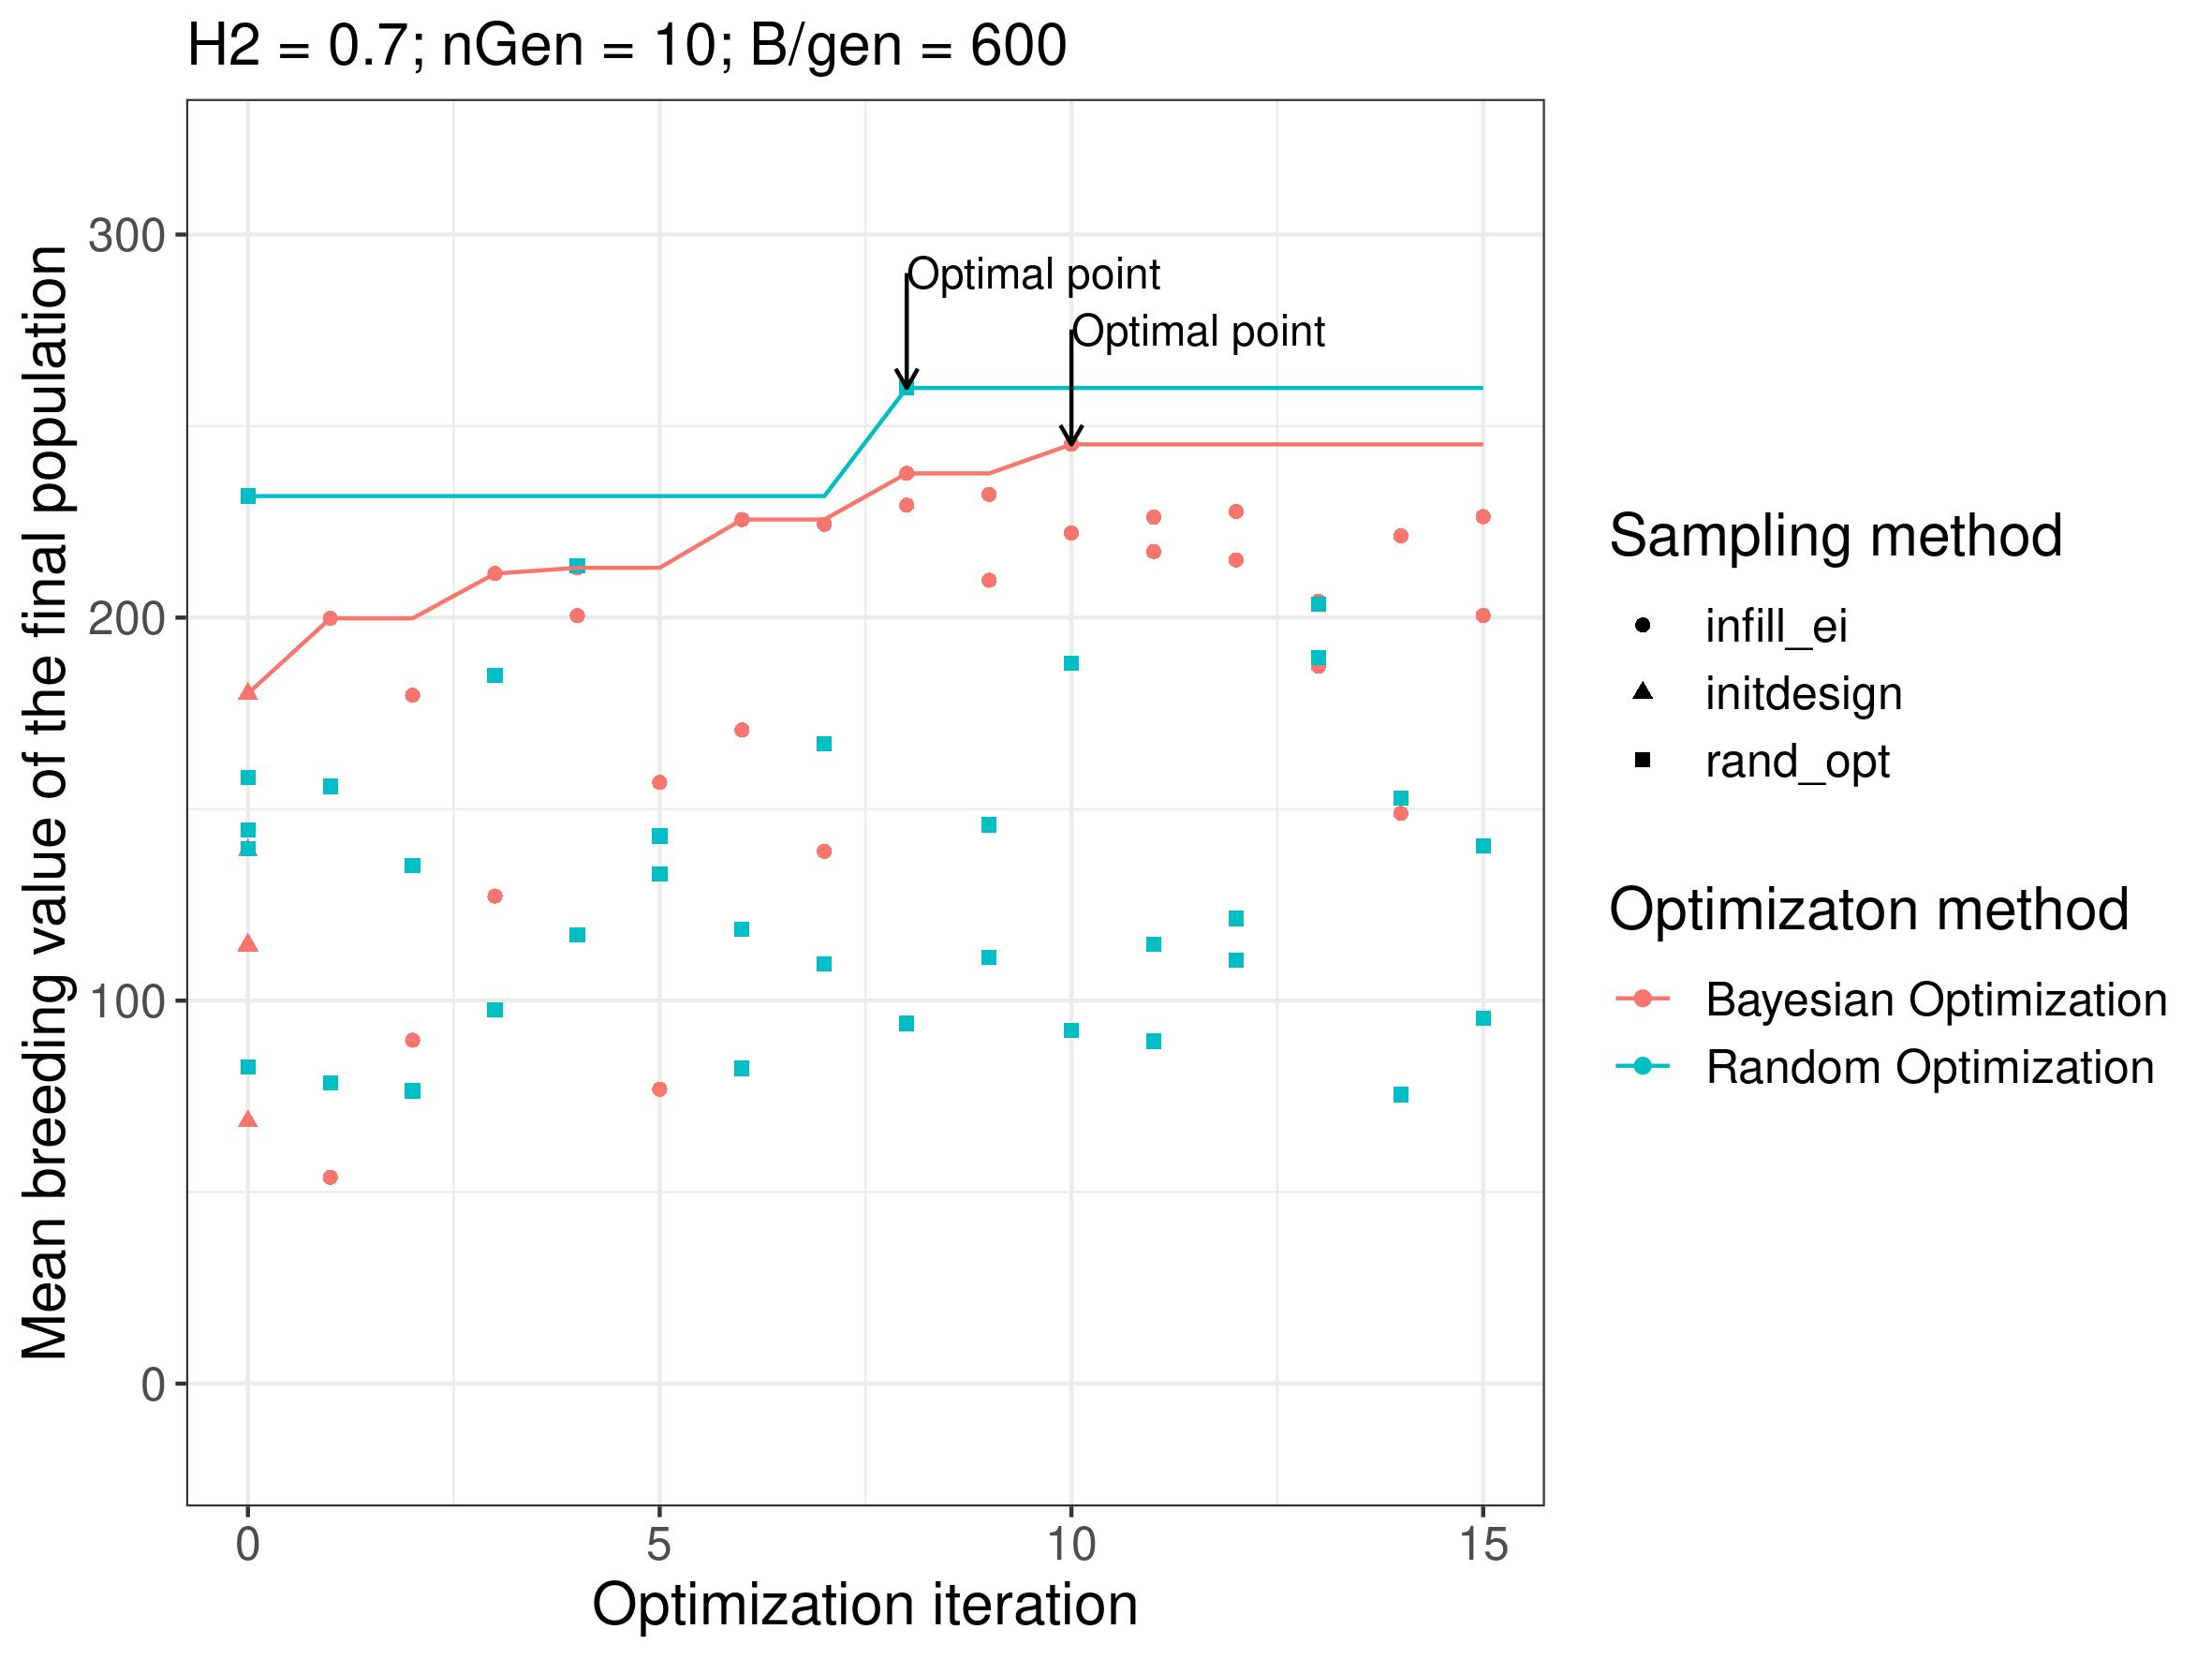 H2 = 0.7; nGen = 10; B/gen = 600
Mean breeding value of the final population
300
200
100
0
Optimal point
Optimal point
0
5
10
15
Optimization iteration
Sampling method
infill_ei
initdesign
rand_opt
Optimizaton method
Bayesian Optimization
Random Optimization